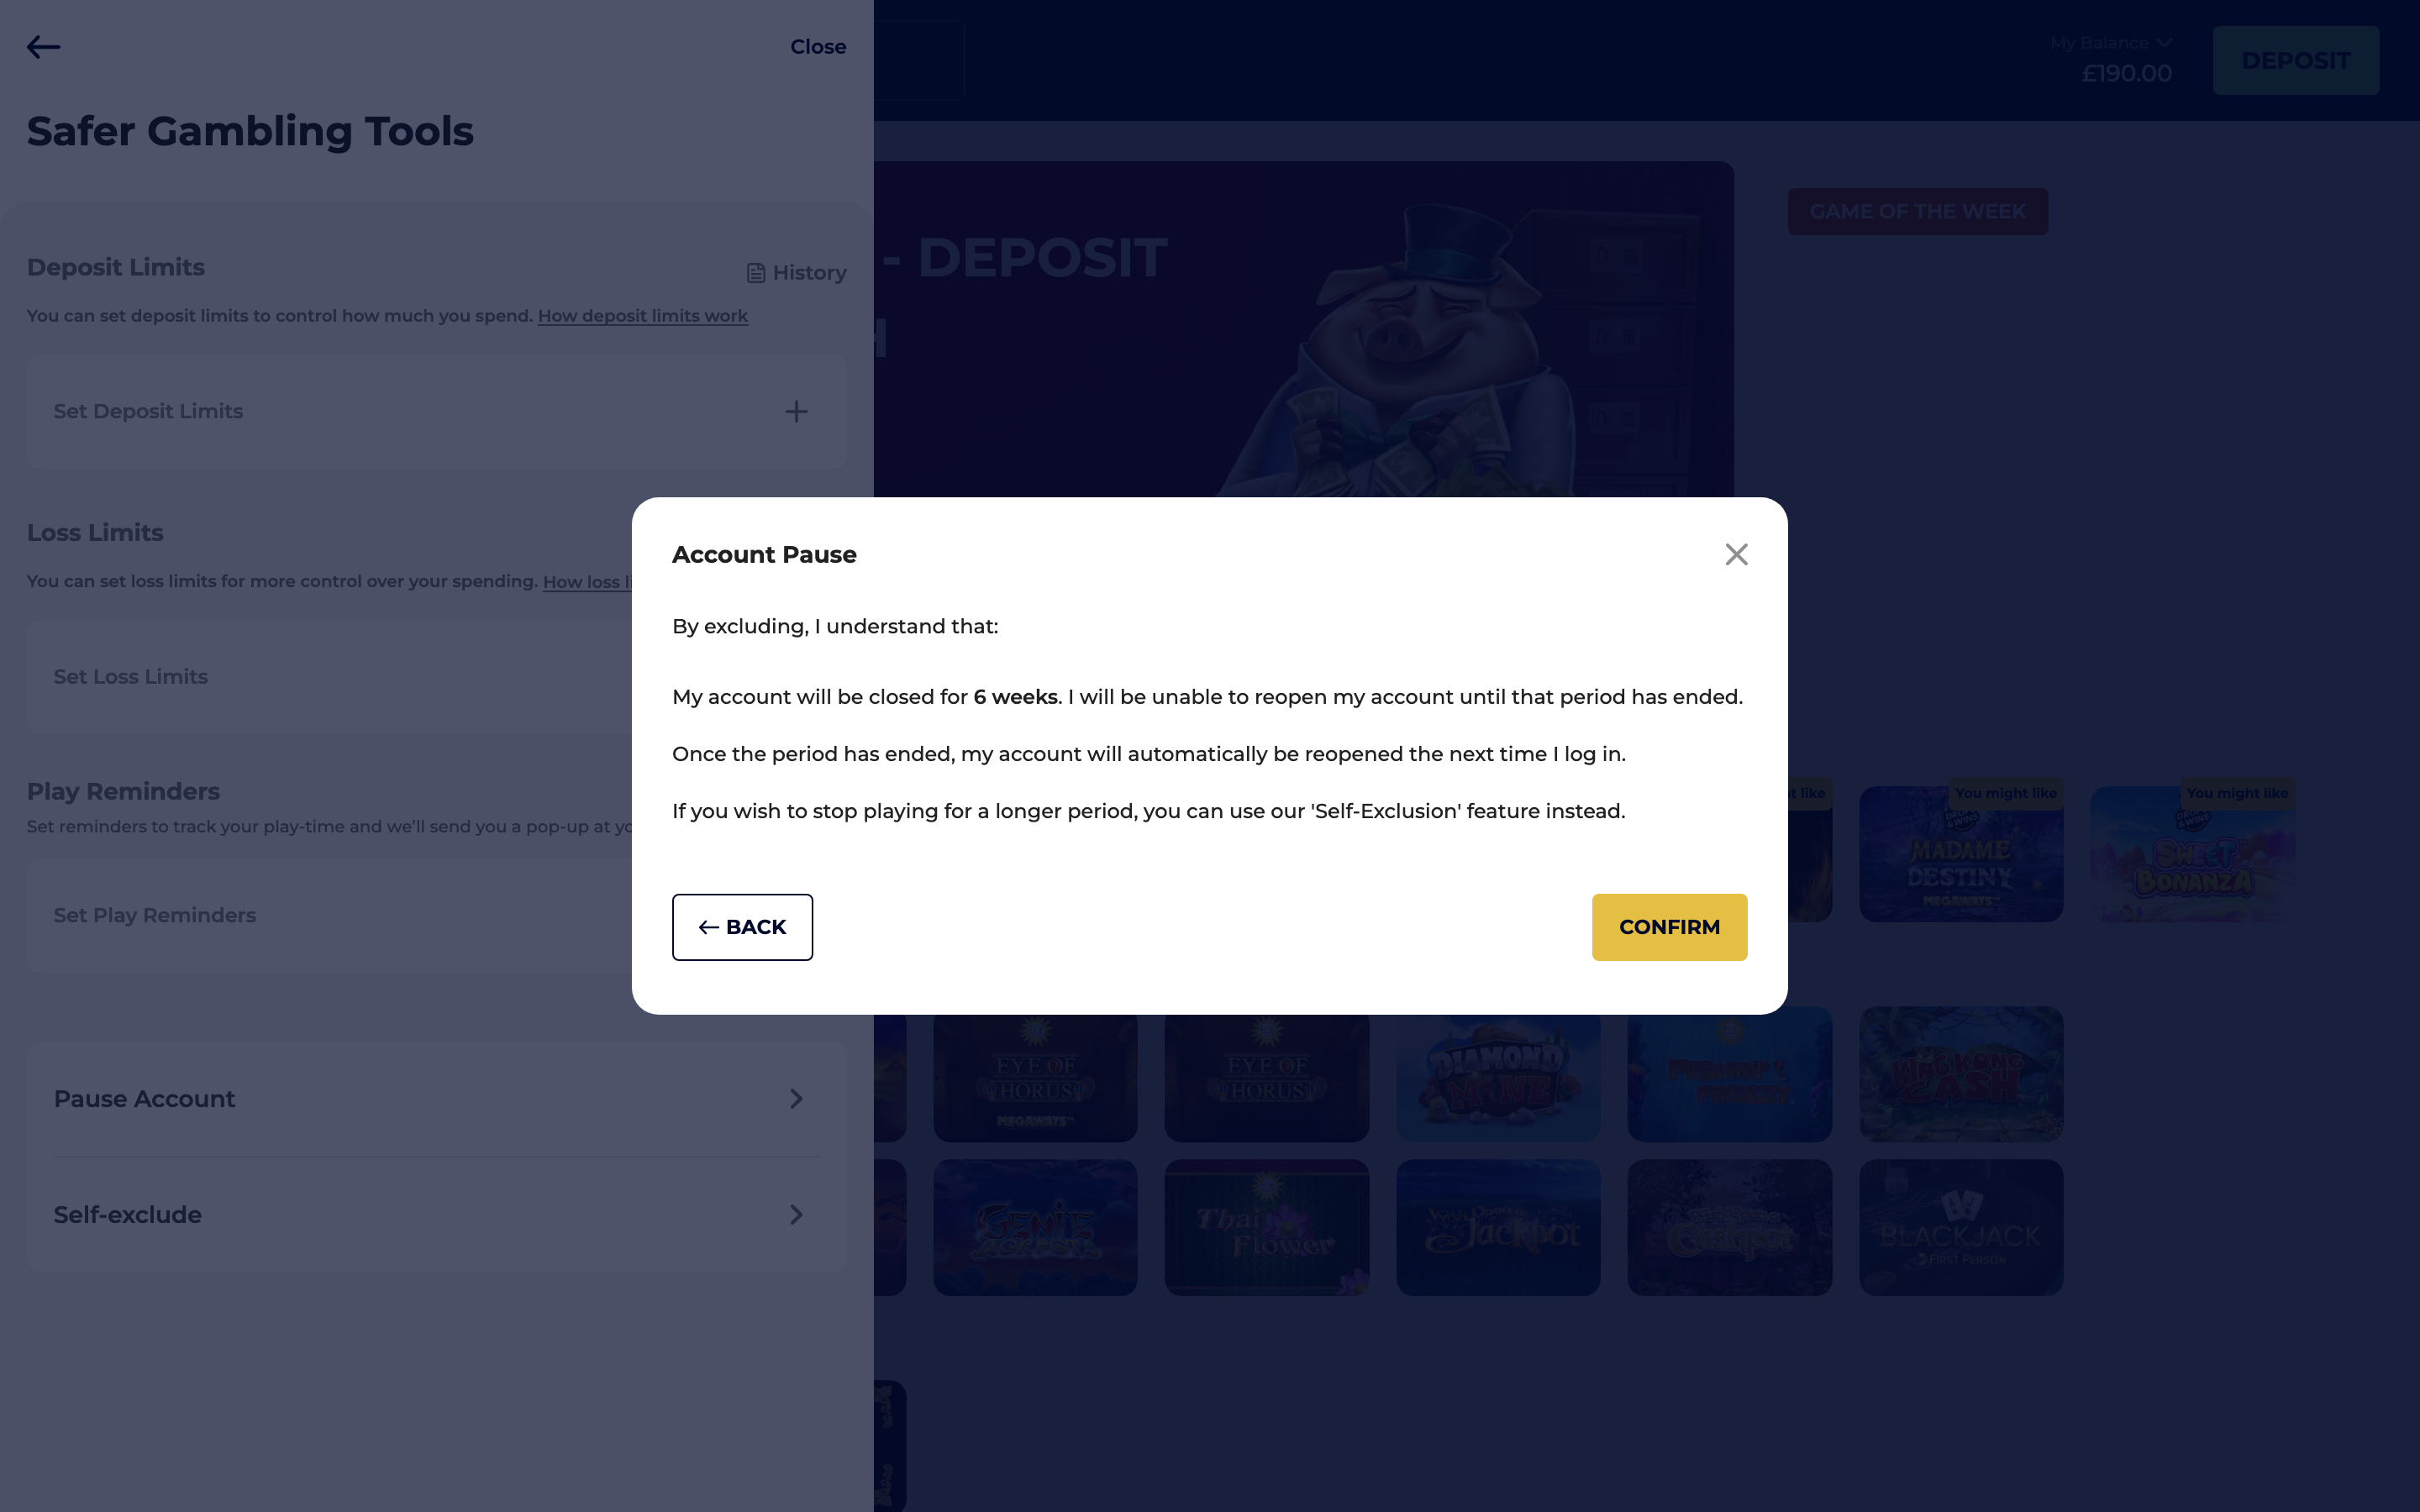 Close
Safer Gambling Tools
Deposit Limits
History
You can set deposit limits to control how much you spend. How deposit limits work
Set Deposit Limits
Loss Limits
You can set loss limits for more control over your spending. How loss
Set Loss Limits
Play Reminders
Set reminders to track your play-time and we'll send you a pop-up at
Set Play Reminders
Pause Account
Self-exclude
My Balance
£190.00
DEPOSIT
- DEPOSIT
GAME OF THE WEEK
Account Pause
By excluding, I understand that:
My account will be closed for 6 weeks. I will be unable to reopen my account until that period has ended.
Once the period has ended, my account will automatically be reopened the next time I log in.
If you wish to stop playing for a longer period, you can use our 'Self-Exclusion' feature instead.
BACK
CONFIRM
like
You might like
You might like
MADAME
DESTINY
MEGAWAYS™
SWEET
BONANZA
EYE OF
HORUS
MEGAWAYS™
EYE OF
HORUS
DIAMOND
MINE
KING KONG
CASH
GENIE
JACKPOTS
Thai
Flower
Wish Upon a
Jackpot
BLACKJACK
FIRST PERSON